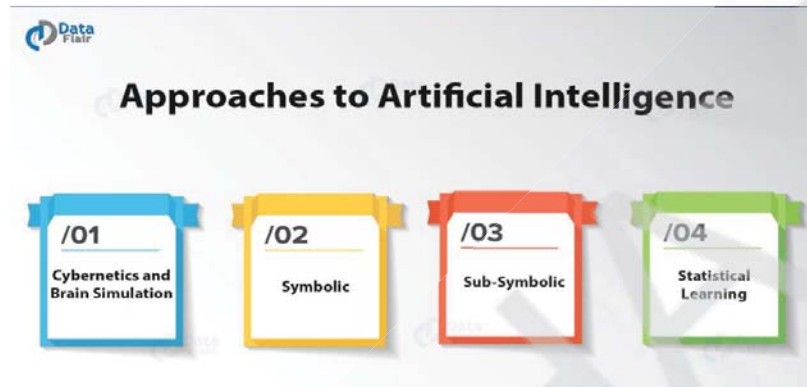 Data
Flair
Approaches to Artificial Intelligence
/01
Cybernetics and
Brain Simulation
/02
Symbolic
/03
Sub-Symbolic
/04
Statistical
Learning